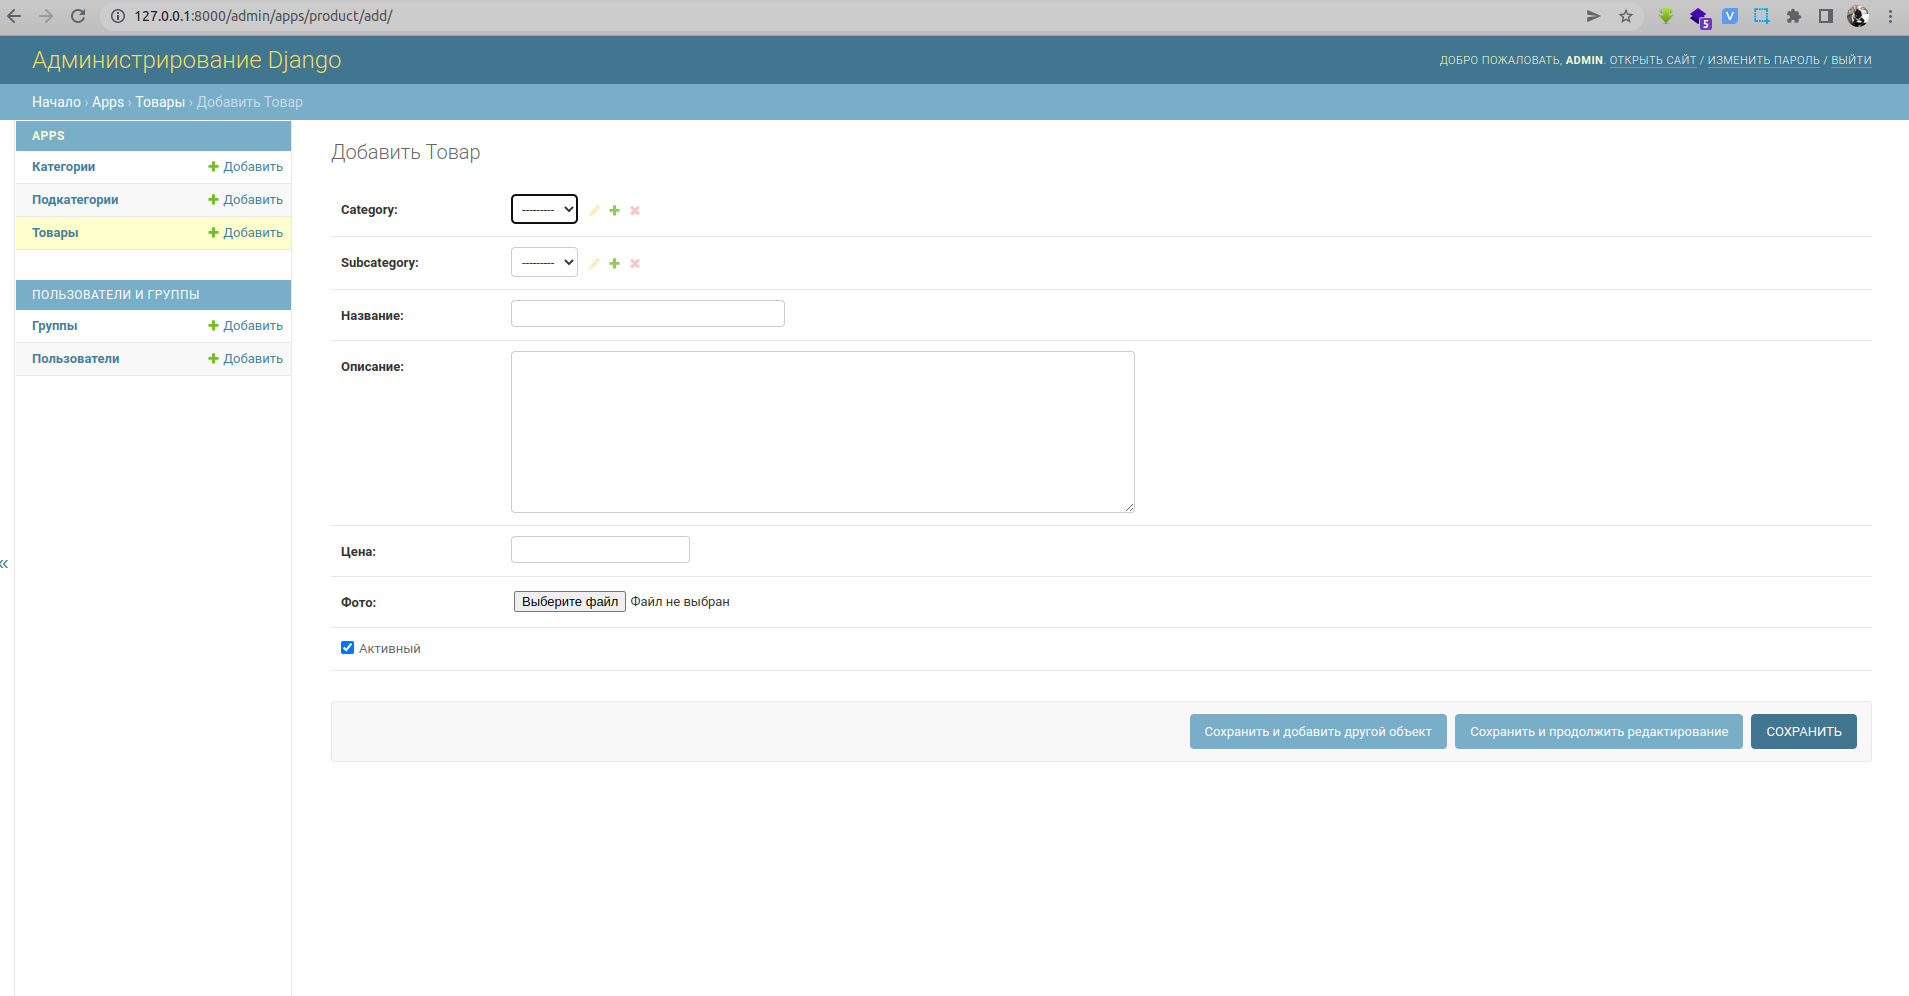 127.0.0.1:8000/admin/apps/product/add/
5
V
Администрирование Django
ДОБРО ПОЖАЛОВАТЬ, ADMIN. ОТКРЫТЬ САЙТ / ИЗМЕНИТЬ ПАРОЛЬ / ВЫЙТИ
Начало › Apps › Товары › Добавить Товар
APPS
Категории Добавить
Подкатегории Добавить
Товары Добавить
ПОЛЬЗОВАТЕЛИ И ГРУППЫ
Группы Добавить
Пользователи Добавить
«
Добавить Товар
Category: ---------
Subcategory: ---------
Название:
Описание:
Цена:
Фото: Выберите файл Файл не выбран
Активный
Сохранить и добавить другой объект Сохранить и продолжить редактирование СОХРАНИТЬ